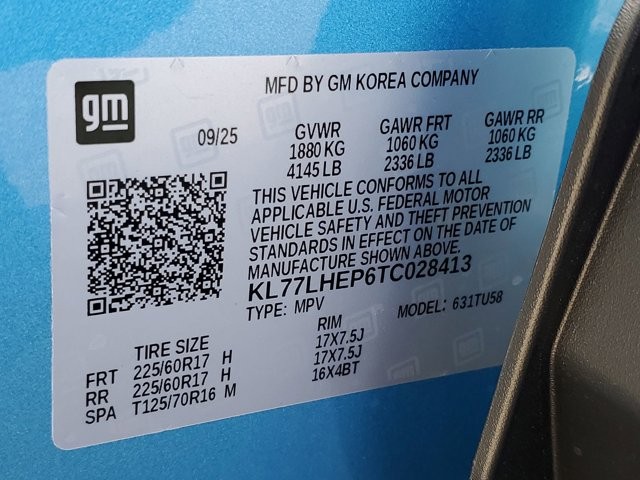 MFD BY GM KOREA COMPANY
gm
09/25 GVWR GAWR FRT GAWR RR
1880 KG 1060 KG 1060 KG
4145 LB 2336 LB 2336 LB
THIS VEHICLE CONFORMS TO ALL
APPLICABLE U.S. FEDERAL MOTOR
VEHICLE SAFETY AND THEFT PREVENTION
STANDARDS IN EFFECT ON THE DATE OF
MANUFACTURE SHOWN ABOVE.
KL77LHEP6TC028413
TYPE: MPV MODEL: 631TU58
TIRE SIZE RIM
FRT 225/60R17 H 17X7.5J
RR 225/60R17 H 17X7.5J
SPA T125/70R16 M 16X4BT